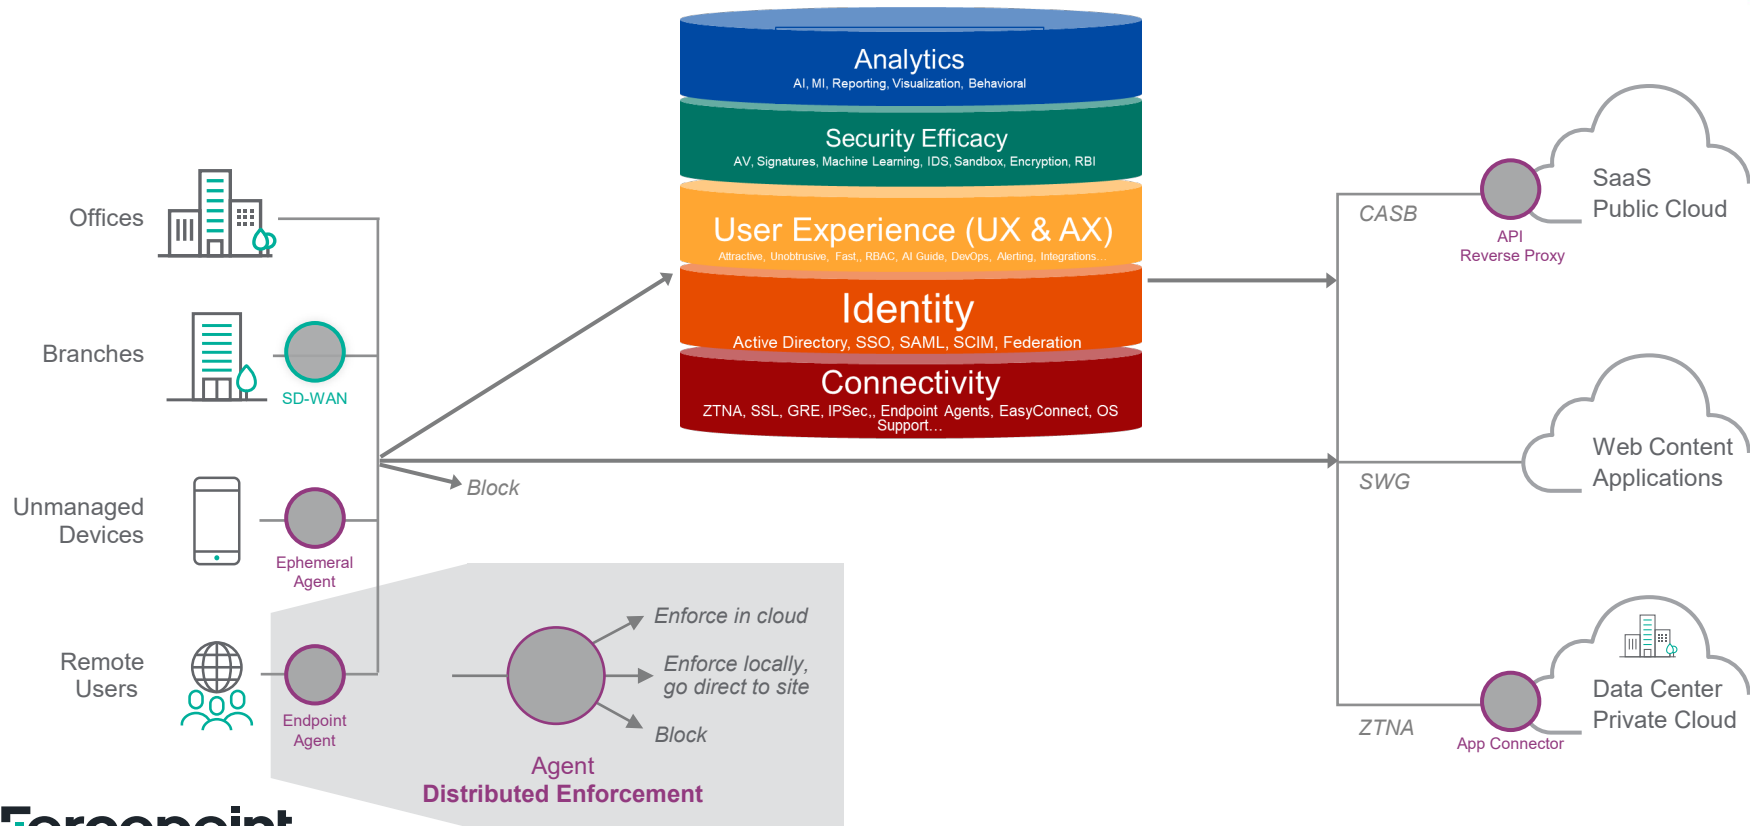 Analytics
AI, MI, Reporting, Visualization, Behavioral
Security Efficacy
AV, Signatures, Machine Learning, IDS, Sandbox, Encryption, RBI
User Experience (UX & AX)
Attractive, Unobtrusive, Fast,, RBAC, AI Guide, DevOps, Alerting, Integrations…
Identity
Active Directory, SSO, SAML, SCIM, Federation
Connectivity
ZTNA, SSL, GRE, IPSec,, Endpoint Agents, EasyConnect, OS
Support…
Offices
Branches
SD-WAN
Unmanaged
Devices
Ephemeral
Agent
Remote
Users
Endpoint
Agent
Block
Enforce in cloud
Enforce locally,
go direct to site
Block
Agent
Distributed Enforcement
CASB
API
Reverse Proxy
SaaS
Public Cloud
SWG
Web Content
Applications
ZTNA
App Connector
Data Center
Private Cloud
Forcepoint